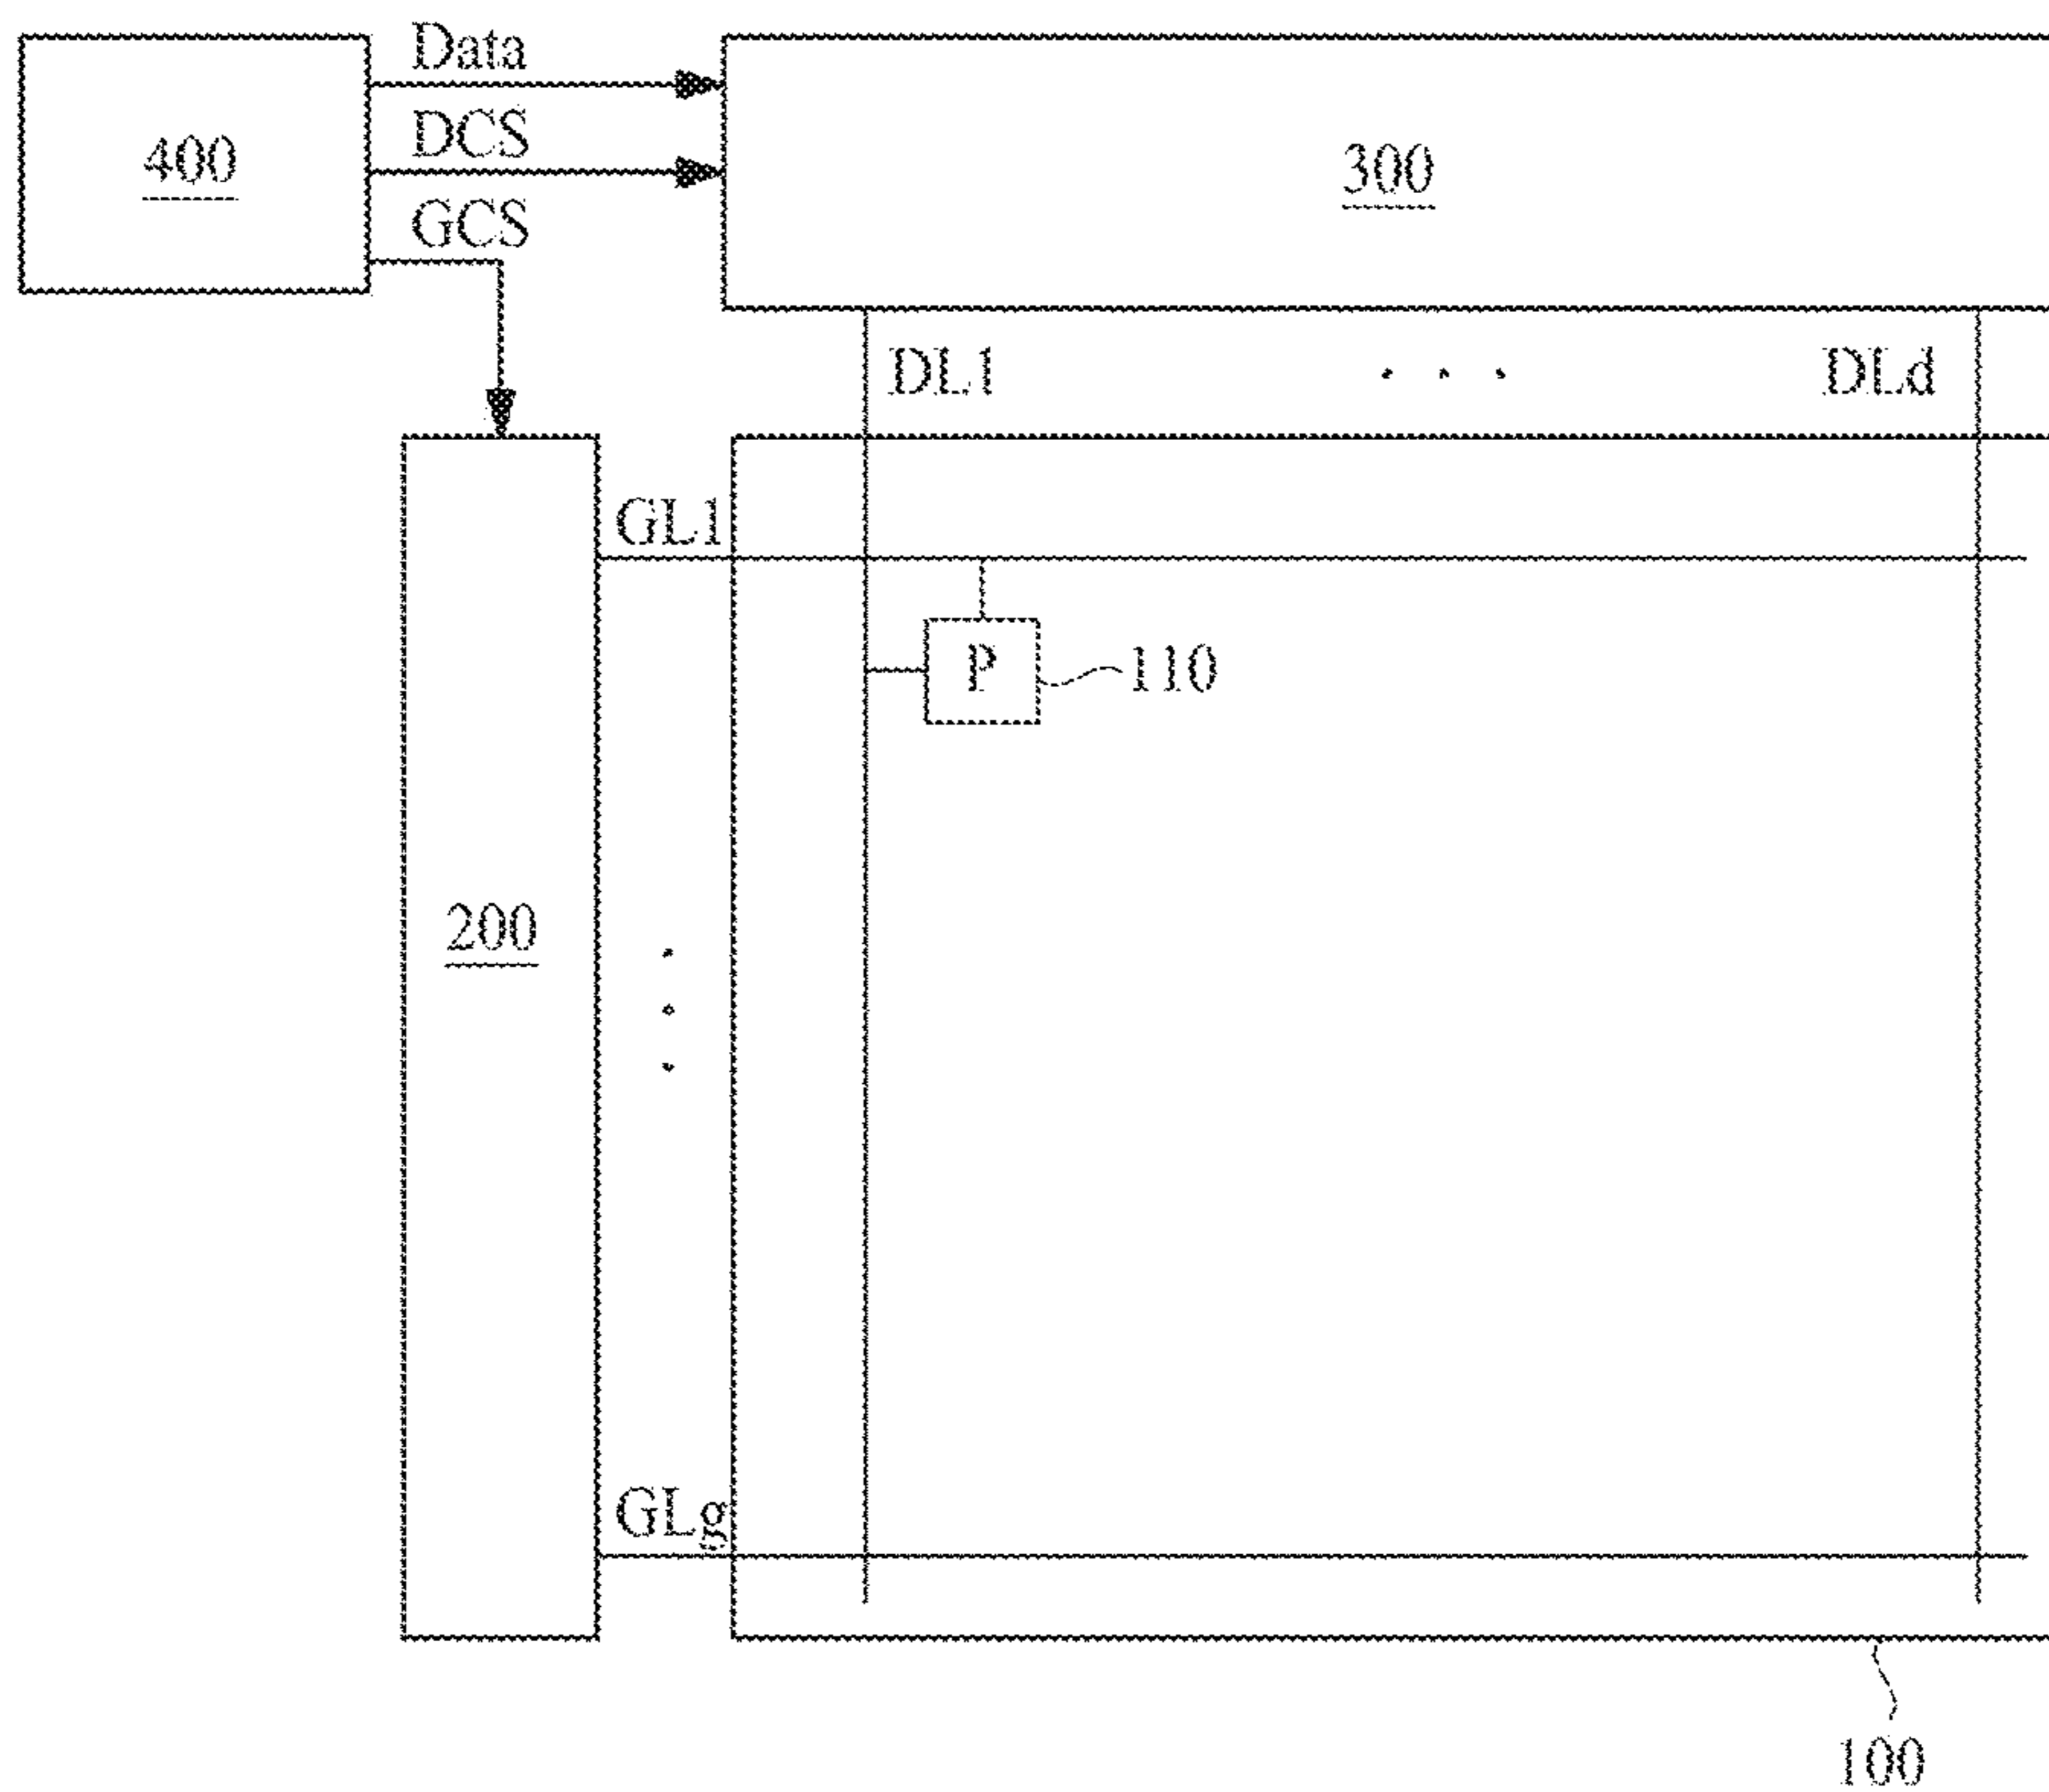 Data
400
DCS
300
GCS
DL1
. . .
DLd
GL1
P
110
200
GLg
100